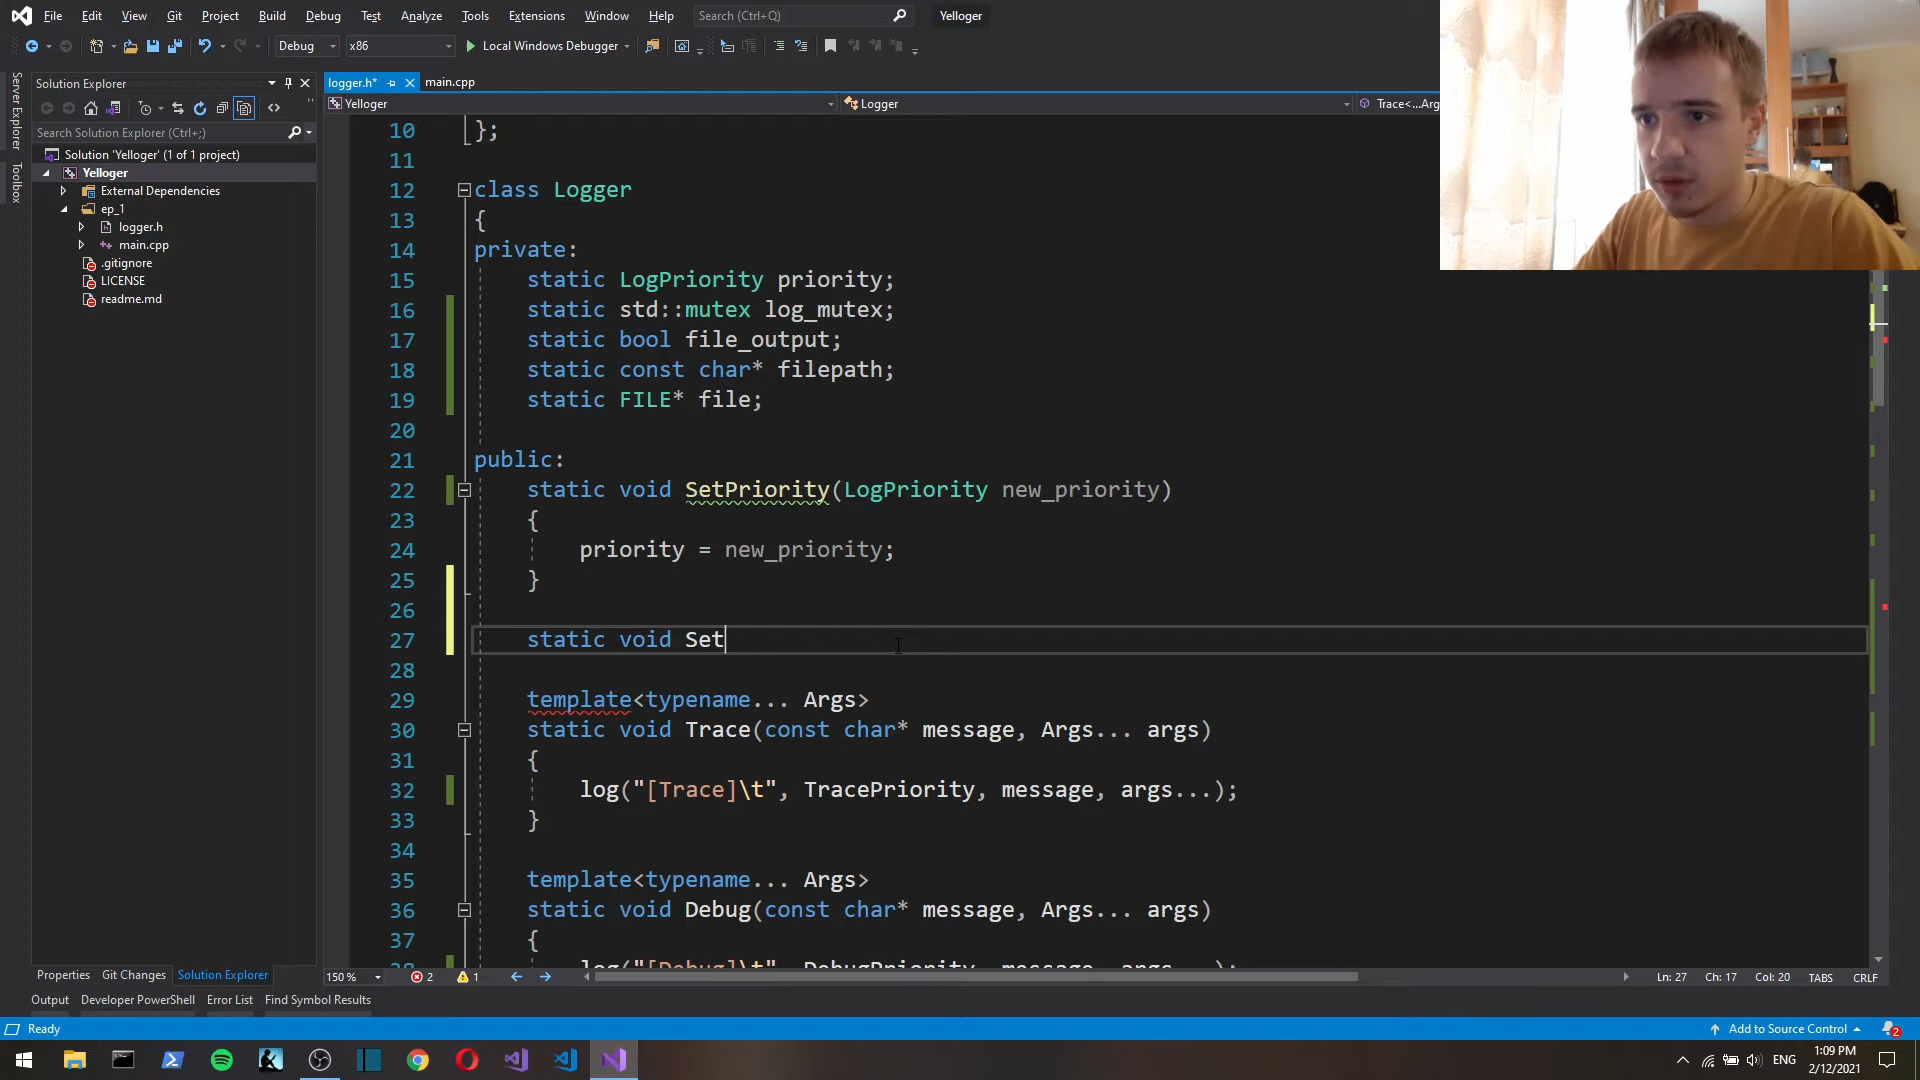 File Edit View Git Project Build Debug Test Analyze Tools Extensions Window Help Search (Ctrl+Q) Yelloger
Debug x86 Local Windows Debugger
Server Explorer
Toolbox
Solution Explorer
Search Solution Explorer (Ctrl+;)
Solution 'Yelloger' (1 of 1 project)
Yelloger
External Dependencies
ep_1
logger.h
main.cpp
.gitignore
LICENSE
readme.md
logger.h* main.cpp
Yelloger Logger Trace<...Arg
10 };
11
12 class Logger
13 {
14 private:
15 static LogPriority priority;
16 static std::mutex log_mutex;
17 static bool file_output;
18 static const char* filepath;
19 static FILE* file;
20
21 public:
22 static void SetPriority(LogPriority new_priority)
23 {
24 priority = new_priority;
25 }
26
27 static void Set
28
29 template<typename... Args>
30 static void Trace(const char* message, Args... args)
31 {
32 log("[Trace]\t", TracePriority, message, args...);
33 }
34
35 template<typename... Args>
36 static void Debug(const char* message, Args... args)
37 {
38 log("[Debug]\t", DebugPriority, message, args...);
Properties Git Changes Solution Explorer
150 % 2 1 Ln: 27 Ch: 17 Col: 20 TABS CRLF
Output Developer PowerShell Error List Find Symbol Results
Ready Add to Source Control 2
ENG 1:09 PM
2/12/2021